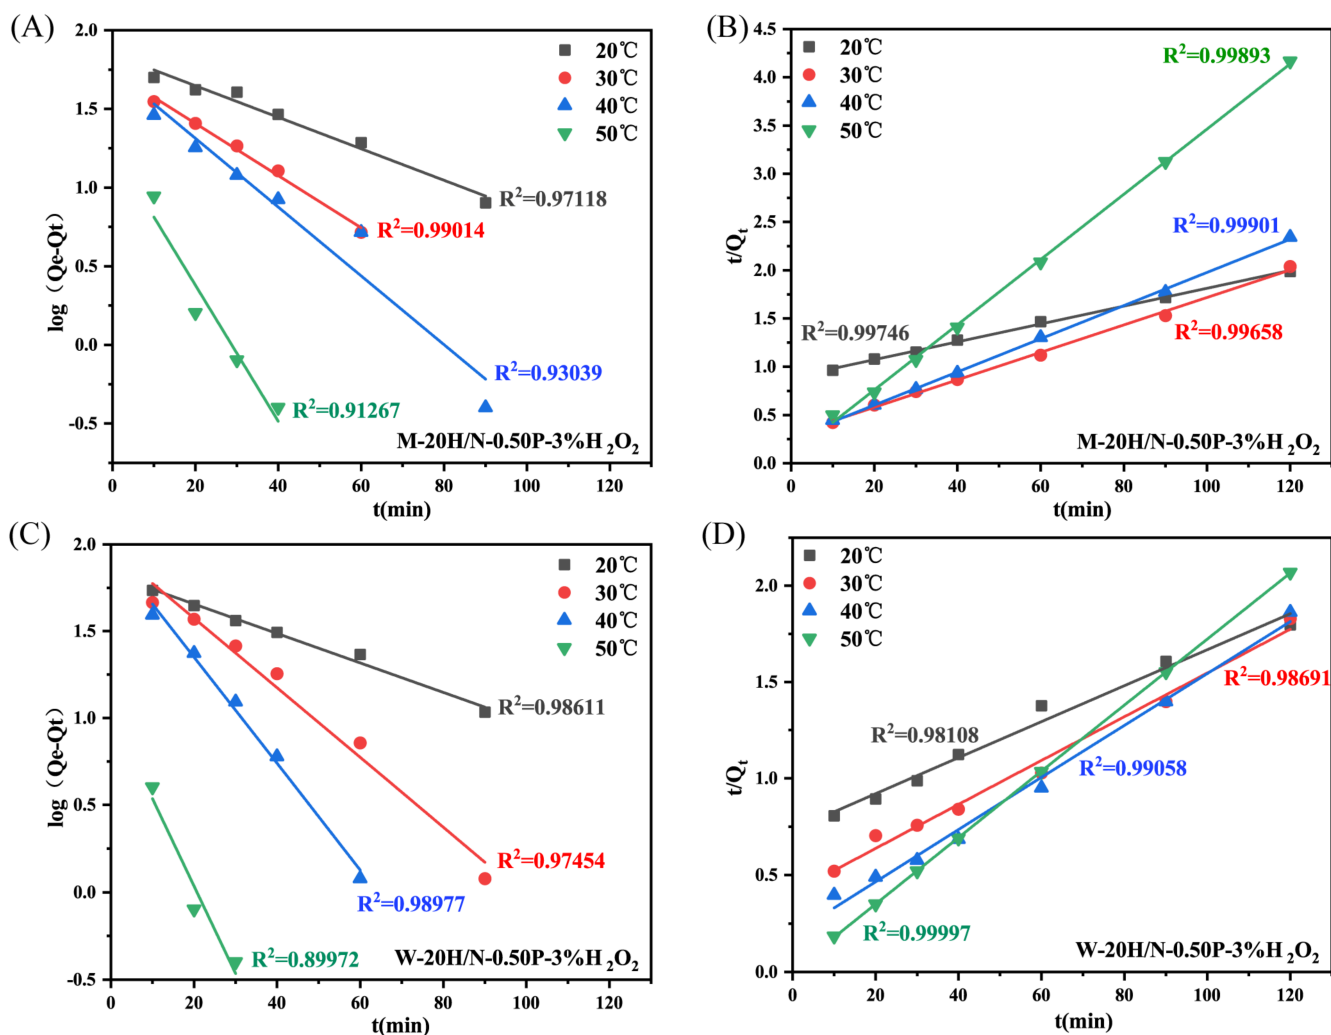 (A)
2.0
1.5
1.0
0.5
0.0
-0.5
log（Qe-Qt)
20℃
30℃
40℃
50℃
R²=0.97118
R²=0.99014
R²=0.93039
R²=0.91267
M-20H/N-0.50P-3%H₂O₂
0 20 40 60 80 100 120
t(min)
(B)
4.5
4.0
3.5
3.0
2.5
2.0
1.5
1.0
0.5
0.0
t/Qₜ
20℃
30℃
40℃
50℃
R²=0.99893
R²=0.99901
R²=0.99746
R²=0.99658
M-20H/N-0.50P-3%H₂O₂
0 20 40 60 80 100 120
t(min)
(C)
2.0
1.5
1.0
0.5
0.0
-0.5
log（Qe-Qt)
20℃
30℃
40℃
50℃
R²=0.98611
R²=0.97454
R²=0.98977
R²=0.89972
W-20H/N-0.50P-3%H₂O₂
0 20 40 60 80 100 120
t(min)
(D)
2.0
1.5
1.0
0.5
0.0
t/Qₜ
20℃
30℃
40℃
50℃
R²=0.98691
R²=0.98108
R²=0.99058
R²=0.99997
W-20H/N-0.50P-3%H₂O₂
0 20 40 60 80 100 120
t(min)